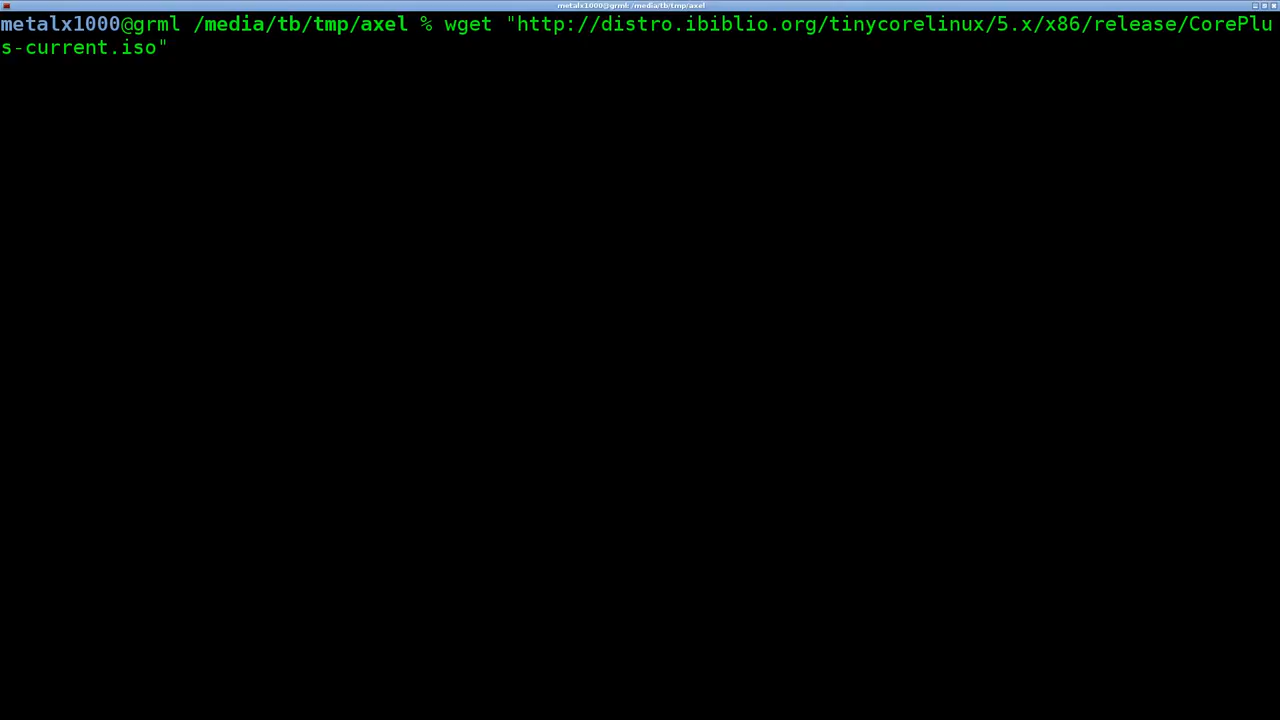 metalx1000@grml: /media/tb/tmp/axel
metalx1000@grml /media/tb/tmp/axel % wget "http://distro.ibiblio.org/tinycorelinux/5.x/x86/release/CorePlu
s-current.iso"